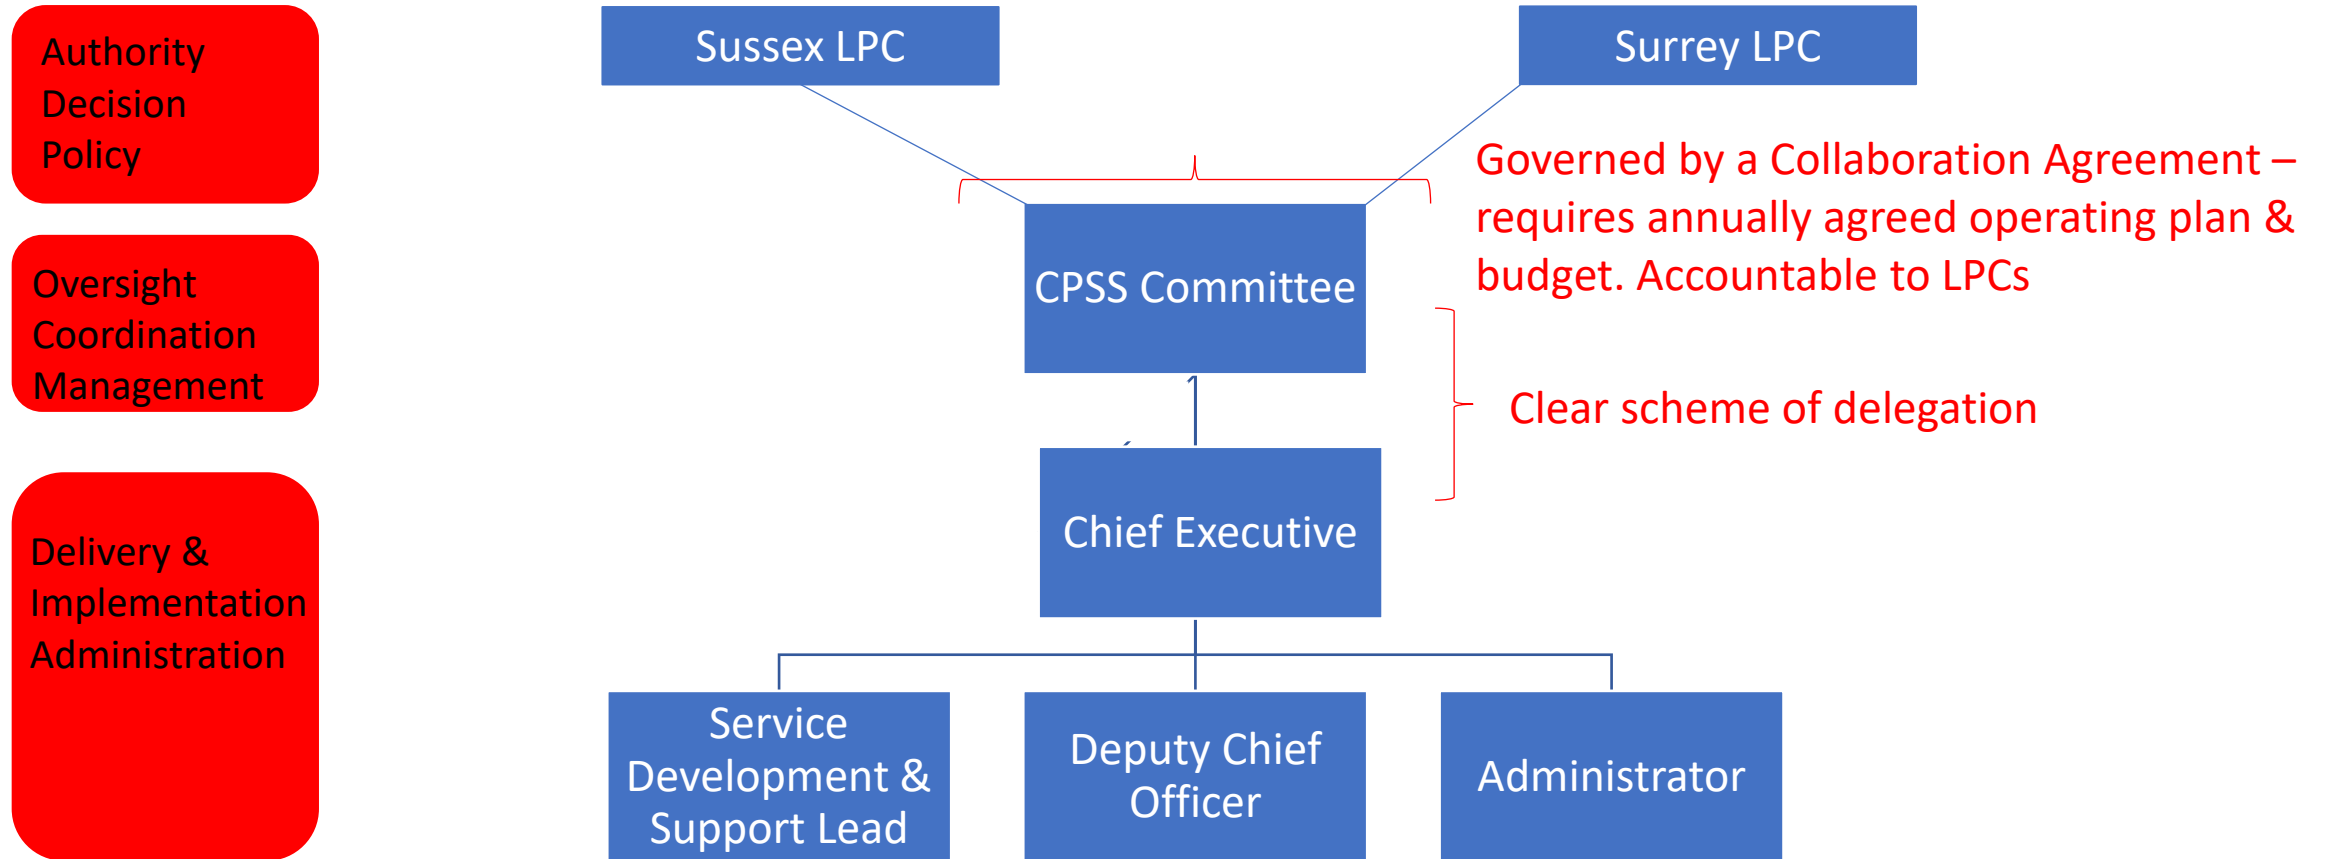 Authority
Decision
Policy
Sussex LPC
Surrey LPC
Governed by a Collaboration Agreement –
requires annually agreed operating plan &
budget. Accountable to LPCs
Oversight
Coordination
Management
CPSS Committee
Clear scheme of delegation
Chief Executive
Delivery &
Implementation
Administration
Service
Development &
Support Lead
Deputy Chief
Officer
Administrator